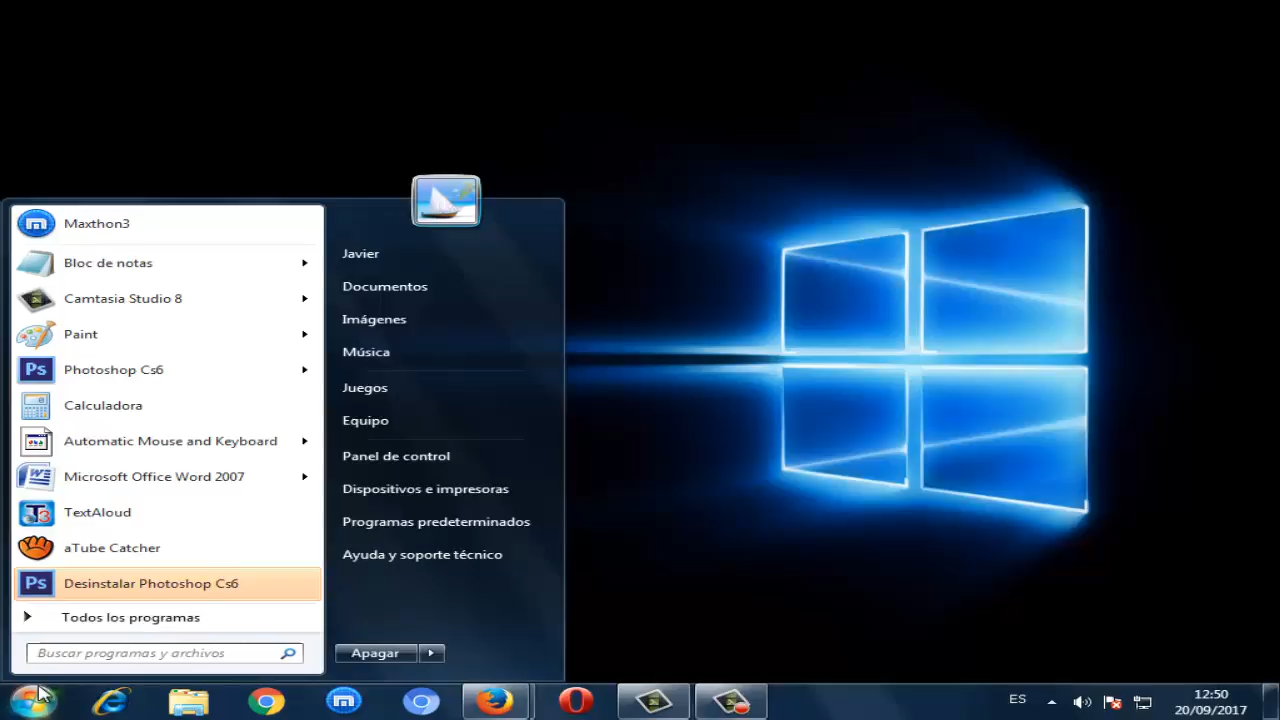 Maxthon3
Bloc de notas
Camtasia Studio 8
Paint
Ps Photoshop Cs6
Calculadora
Automatic Mouse and Keyboard
Microsoft Office Word 2007
TextAloud
aTube Catcher
Ps Desinstalar Photoshop Cs6
Todos los programas
Buscar programas y archivos
Javier
Documentos
Imágenes
Música
Juegos
Equipo
Panel de control
Dispositivos e impresoras
Programas predeterminados
Ayuda y soporte técnico
Apagar
ES
12:50
20/09/2017